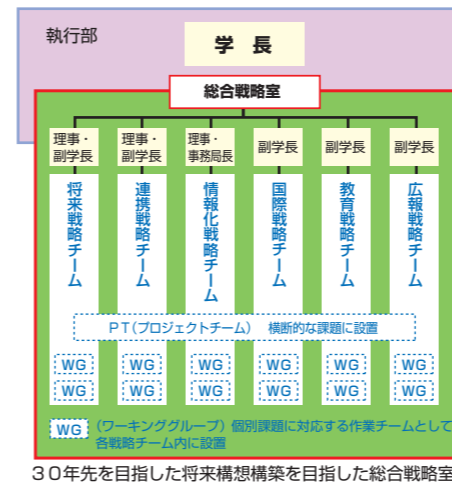 執行部
学 長
総合戦略室
理事・
副学長
理事・
副学長
理事・
事務局長
副学長
副学長
副学長
将来戦略チーム
連携戦略チーム
情報化戦略チーム
国際戦略チーム
教育戦略チーム
広報戦略チーム
PT(プロジェクトチーム) 横断的な課題に設置
WG WG WG WG WG WG
WG WG WG WG WG WG
WG (ワーキンググループ) 個別課題に対応する作業チームとして
各戦略チーム内に設置
30年先を目指した将来構想構築を目指した総合戦略室